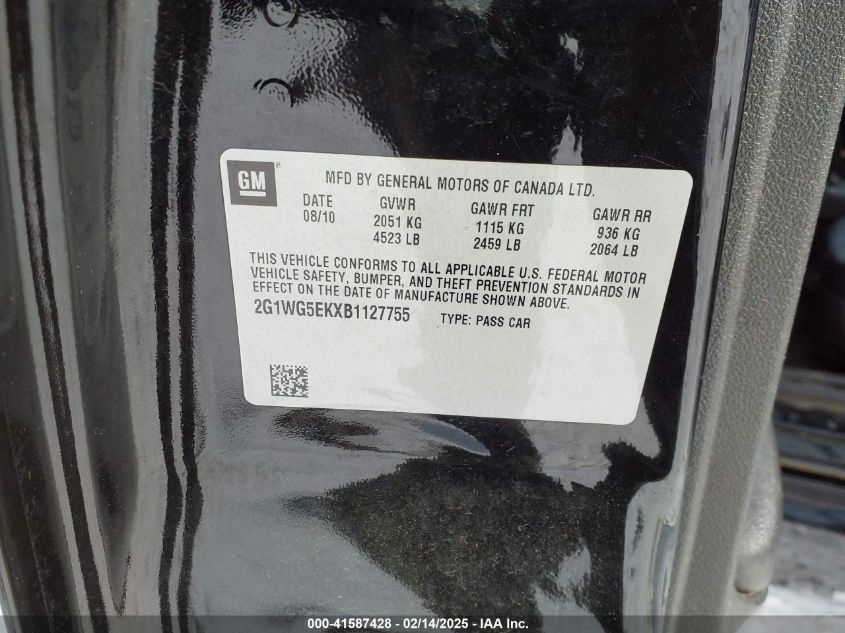 GM
MFD BY GENERAL MOTORS OF CANADA LTD.
DATE GVWR GAWR FRT GAWR RR
08/10 2051 KG 1115 KG 936 KG
4523 LB 2459 LB 2064 LB
THIS VEHICLE CONFORMS TO ALL APPLICABLE U.S. FEDERAL MOTOR
VEHICLE SAFETY, BUMPER, AND THEFT PREVENTION STANDARDS IN
EFFECT ON THE DATE OF MANUFACTURE SHOWN ABOVE.
2G1WG5EKXB1127755 TYPE: PASS CAR
000-41587428 - 02/14/2025 - IAA Inc.